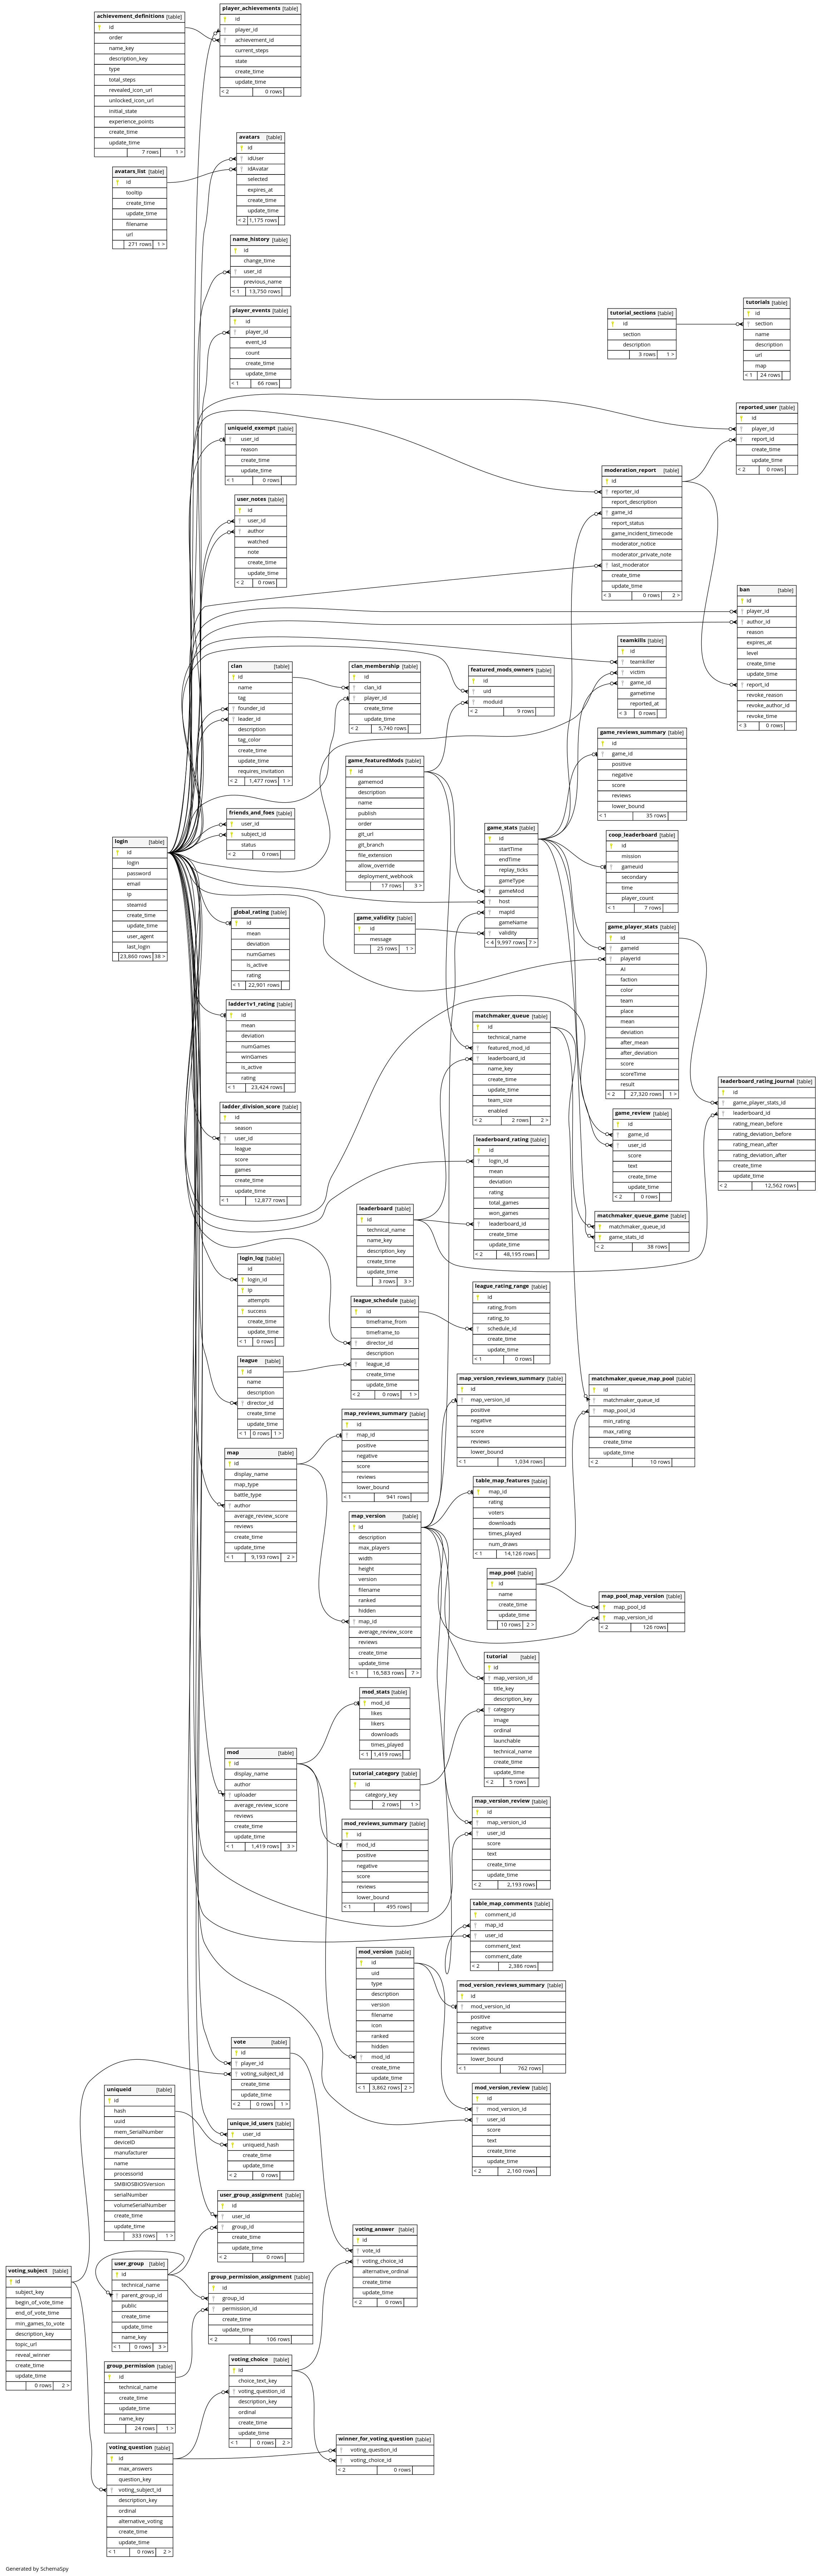 achievement_definitions [table]
id
order
name_key
description_key
type
total_steps
revealed_icon_url
unlocked_icon_url
initial_state
experience_points
create_time
update_time
7 rows 1 >
player_achievements [table]
id
player_id
achievement_id
current_steps
state
create_time
update_time
< 2 0 rows
avatars [table]
id
idUser
idAvatar
selected
expires_at
create_time
update_time
< 2 1,175 rows
avatars_list [table]
id
tooltip
create_time
update_time
filename
url
271 rows 1 >
name_history [table]
id
change_time
user_id
previous_name
< 1 13,750 rows
player_events [table]
id
player_id
event_id
count
create_time
update_time
< 1 66 rows
tutorial_sections [table]
id
section
description
3 rows 1 >
tutorials [table]
id
section
name
description
url
map
< 1 24 rows
reported_user [table]
id
player_id
report_id
create_time
update_time
< 2 0 rows
uniqueid_exempt [table]
user_id
reason
create_time
update_time
< 1 0 rows
user_notes [table]
id
user_id
author
watched
note
create_time
update_time
< 2 0 rows
moderation_report [table]
id
reporter_id
report_description
game_id
report_status
game_incident_timecode
moderator_notice
moderator_private_note
last_moderator
create_time
update_time
< 3 0 rows 2 >
ban [table]
id
player_id
author_id
reason
expires_at
level
create_time
update_time
report_id
revoke_reason
revoke_author_id
revoke_time
< 3 0 rows
teamkills [table]
id
teamkiller
victim
game_id
gametime
reported_at
< 3 0 rows
clan [table]
id
name
tag
founder_id
leader_id
description
tag_color
create_time
update_time
requires_invitation
< 2 1,477 rows 1 >
clan_membership [table]
id
clan_id
player_id
create_time
update_time
< 2 5,740 rows
featured_mods_owners [table]
id
uid
moduid
< 2 9 rows
game_reviews_summary [table]
id
game_id
positive
negative
score
reviews
lower_bound
< 1 35 rows
game_featuredMods [table]
id
gamemod
description
name
publish
order
git_url
git_branch
file_extension
allow_override
deployment_webhook
17 rows 3 >
friends_and_foes [table]
user_id
subject_id
status
< 2 0 rows
login [table]
id
login
password
email
ip
steamid
create_time
update_time
user_agent
last_login
23,860 rows 38 >
game_stats [table]
id
startTime
endTime
replay_ticks
gameType
gameMod
host
mapId
gameName
validity
< 4 9,997 rows 7 >
coop_leaderboard [table]
id
mission
gameuid
secondary
time
player_count
< 1 7 rows
global_rating [table]
id
mean
deviation
numGames
is_active
rating
< 1 22,901 rows
game_validity [table]
id
message
25 rows 1 >
game_player_stats [table]
id
gameId
playerId
AI
faction
color
team
place
mean
deviation
after_mean
after_deviation
score
scoreTime
result
< 2 27,320 rows 1 >
ladder1v1_rating [table]
id
mean
deviation
numGames
winGames
is_active
rating
< 1 23,424 rows
matchmaker_queue [table]
id
technical_name
featured_mod_id
leaderboard_id
name_key
create_time
update_time
team_size
enabled
< 2 2 rows 2 >
leaderboard_rating_journal [table]
id
game_player_stats_id
leaderboard_id
rating_mean_before
rating_deviation_before
rating_mean_after
rating_deviation_after
create_time
update_time
< 2 12,562 rows
ladder_division_score [table]
id
season
user_id
league
score
games
create_time
update_time
< 1 12,877 rows
game_review [table]
id
game_id
user_id
score
text
create_time
update_time
< 2 0 rows
leaderboard_rating [table]
id
login_id
mean
deviation
rating
total_games
won_games
leaderboard_id
create_time
update_time
< 2 48,195 rows
leaderboard [table]
id
technical_name
name_key
description_key
create_time
update_time
3 rows 3 >
matchmaker_queue_game [table]
matchmaker_queue_id
game_stats_id
< 2 38 rows
login_log [table]
id
login_id
ip
attempts
success
create_time
update_time
< 1 0 rows
league_schedule [table]
id
timeframe_from
timeframe_to
director_id
description
league_id
create_time
update_time
< 2 0 rows 1 >
league_rating_range [table]
id
rating_from
rating_to
schedule_id
create_time
update_time
< 1 0 rows
league [table]
id
name
description
director_id
create_time
update_time
< 1 0 rows 1 >
map_version_reviews_summary [table]
id
map_version_id
positive
negative
score
reviews
lower_bound
< 1 1,034 rows
matchmaker_queue_map_pool [table]
id
matchmaker_queue_id
map_pool_id
min_rating
max_rating
create_time
update_time
< 2 10 rows
map_reviews_summary [table]
id
map_id
positive
negative
score
reviews
lower_bound
< 1 941 rows
map [table]
id
display_name
map_type
battle_type
author
average_review_score
reviews
create_time
update_time
< 1 9,193 rows 2 >
table_map_features [table]
map_id
rating
voters
downloads
times_played
num_draws
< 1 14,126 rows
map_version [table]
id
description
max_players
width
height
version
filename
ranked
hidden
map_id
average_review_score
reviews
create_time
update_time
< 1 16,583 rows 7 >
map_pool [table]
id
name
create_time
update_time
10 rows 2 >
map_pool_map_version [table]
map_pool_id
map_version_id
< 2 126 rows
tutorial [table]
id
map_version_id
title_key
description_key
category
image
ordinal
launchable
technical_name
create_time
update_time
< 2 5 rows
mod_stats [table]
mod_id
likes
likers
downloads
times_played
< 1 1,419 rows
mod [table]
id
display_name
author
uploader
average_review_score
reviews
create_time
update_time
< 1 1,419 rows 3 >
tutorial_category [table]
id
category_key
2 rows 1 >
map_version_review [table]
id
map_version_id
user_id
score
text
create_time
update_time
< 2 2,193 rows
mod_reviews_summary [table]
id
mod_id
positive
negative
score
reviews
lower_bound
< 1 495 rows
table_map_comments [table]
comment_id
map_id
user_id
comment_text
comment_date
< 2 2,386 rows
mod_version [table]
id
uid
type
description
version
filename
icon
ranked
hidden
mod_id
create_time
update_time
< 1 3,862 rows 2 >
mod_version_reviews_summary [table]
id
mod_version_id
positive
negative
score
reviews
lower_bound
< 1 762 rows
vote [table]
id
player_id
voting_subject_id
create_time
update_time
< 2 0 rows 1 >
mod_version_review [table]
id
mod_version_id
user_id
score
text
create_time
update_time
< 2 2,160 rows
uniqueid [table]
id
hash
uuid
mem_SerialNumber
deviceID
manufacturer
name
processorId
SMBIOSBIOSVersion
serialNumber
volumeSerialNumber
create_time
update_time
333 rows 1 >
unique_id_users [table]
user_id
uniqueid_hash
create_time
update_time
< 2 0 rows
user_group_assignment [table]
id
user_id
group_id
create_time
update_time
< 2 0 rows
voting_answer [table]
id
vote_id
voting_choice_id
alternative_ordinal
create_time
update_time
< 2 0 rows
user_group [table]
id
technical_name
parent_group_id
public
create_time
update_time
name_key
< 1 0 rows 3 >
voting_subject [table]
id
subject_key
begin_of_vote_time
end_of_vote_time
min_games_to_vote
description_key
topic_url
reveal_winner
create_time
update_time
0 rows 2 >
group_permission_assignment [table]
id
group_id
permission_id
create_time
update_time
< 2 106 rows
group_permission [table]
id
technical_name
create_time
update_time
name_key
24 rows 1 >
voting_choice [table]
id
choice_text_key
voting_question_id
description_key
ordinal
create_time
update_time
< 1 0 rows 2 >
winner_for_voting_question [table]
voting_question_id
voting_choice_id
< 2 0 rows
voting_question [table]
id
max_answers
question_key
voting_subject_id
description_key
ordinal
alternative_voting
create_time
update_time
< 1 0 rows 2 >
Generated by SchemaSpy